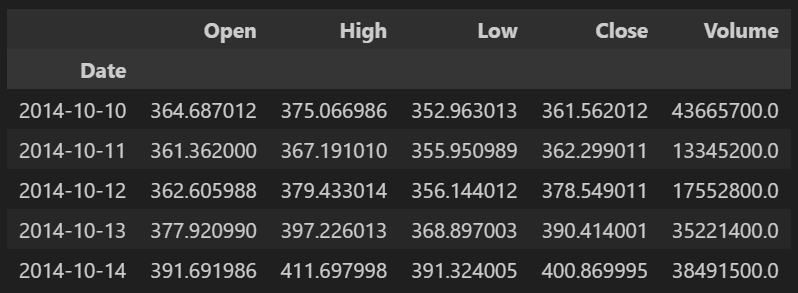 Open High Low Close Volume
Date
2014-10-10 364.687012 375.066986 352.963013 361.562012 43665700.0
2014-10-11 361.362000 367.191010 355.950989 362.299011 13345200.0
2014-10-12 362.605988 379.433014 356.144012 378.549011 17552800.0
2014-10-13 377.920990 397.226013 368.897003 390.414001 35221400.0
2014-10-14 391.691986 411.697998 391.324005 400.869995 38491500.0